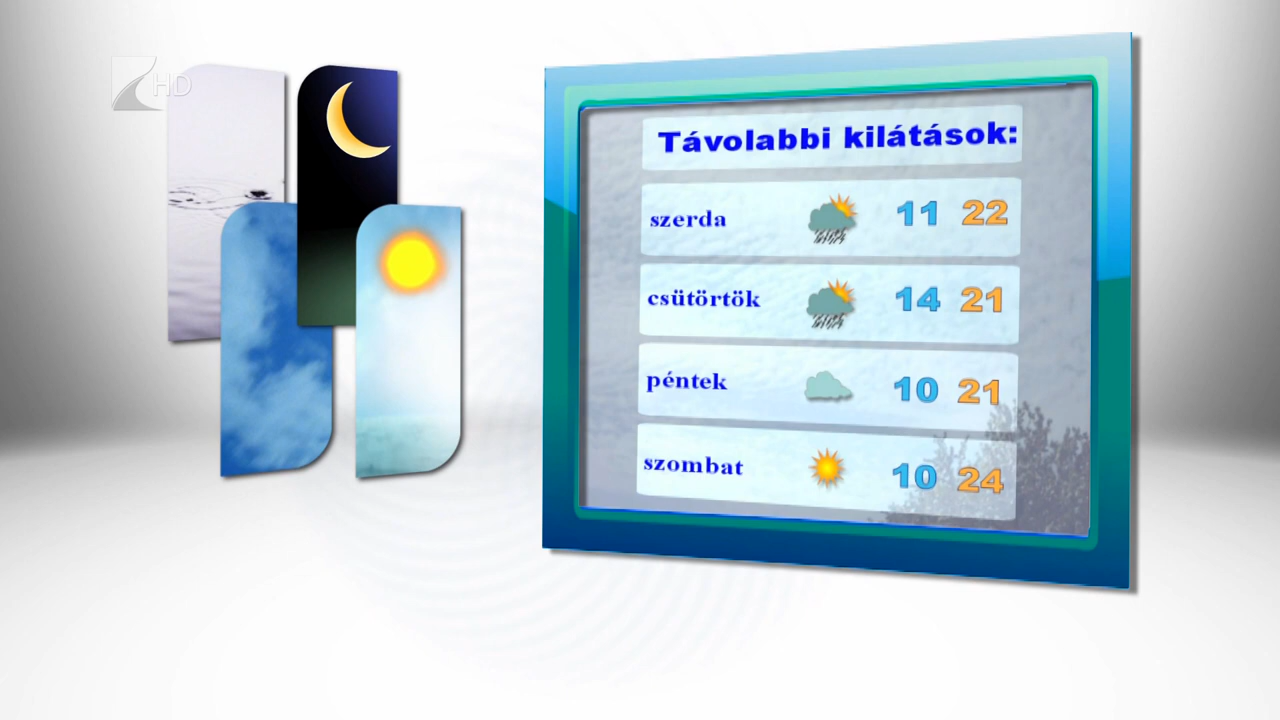 HD
Távolabbi kilátások:
szerda 11 22
csütörtök 14 21
péntek 10 21
szombat 10 24